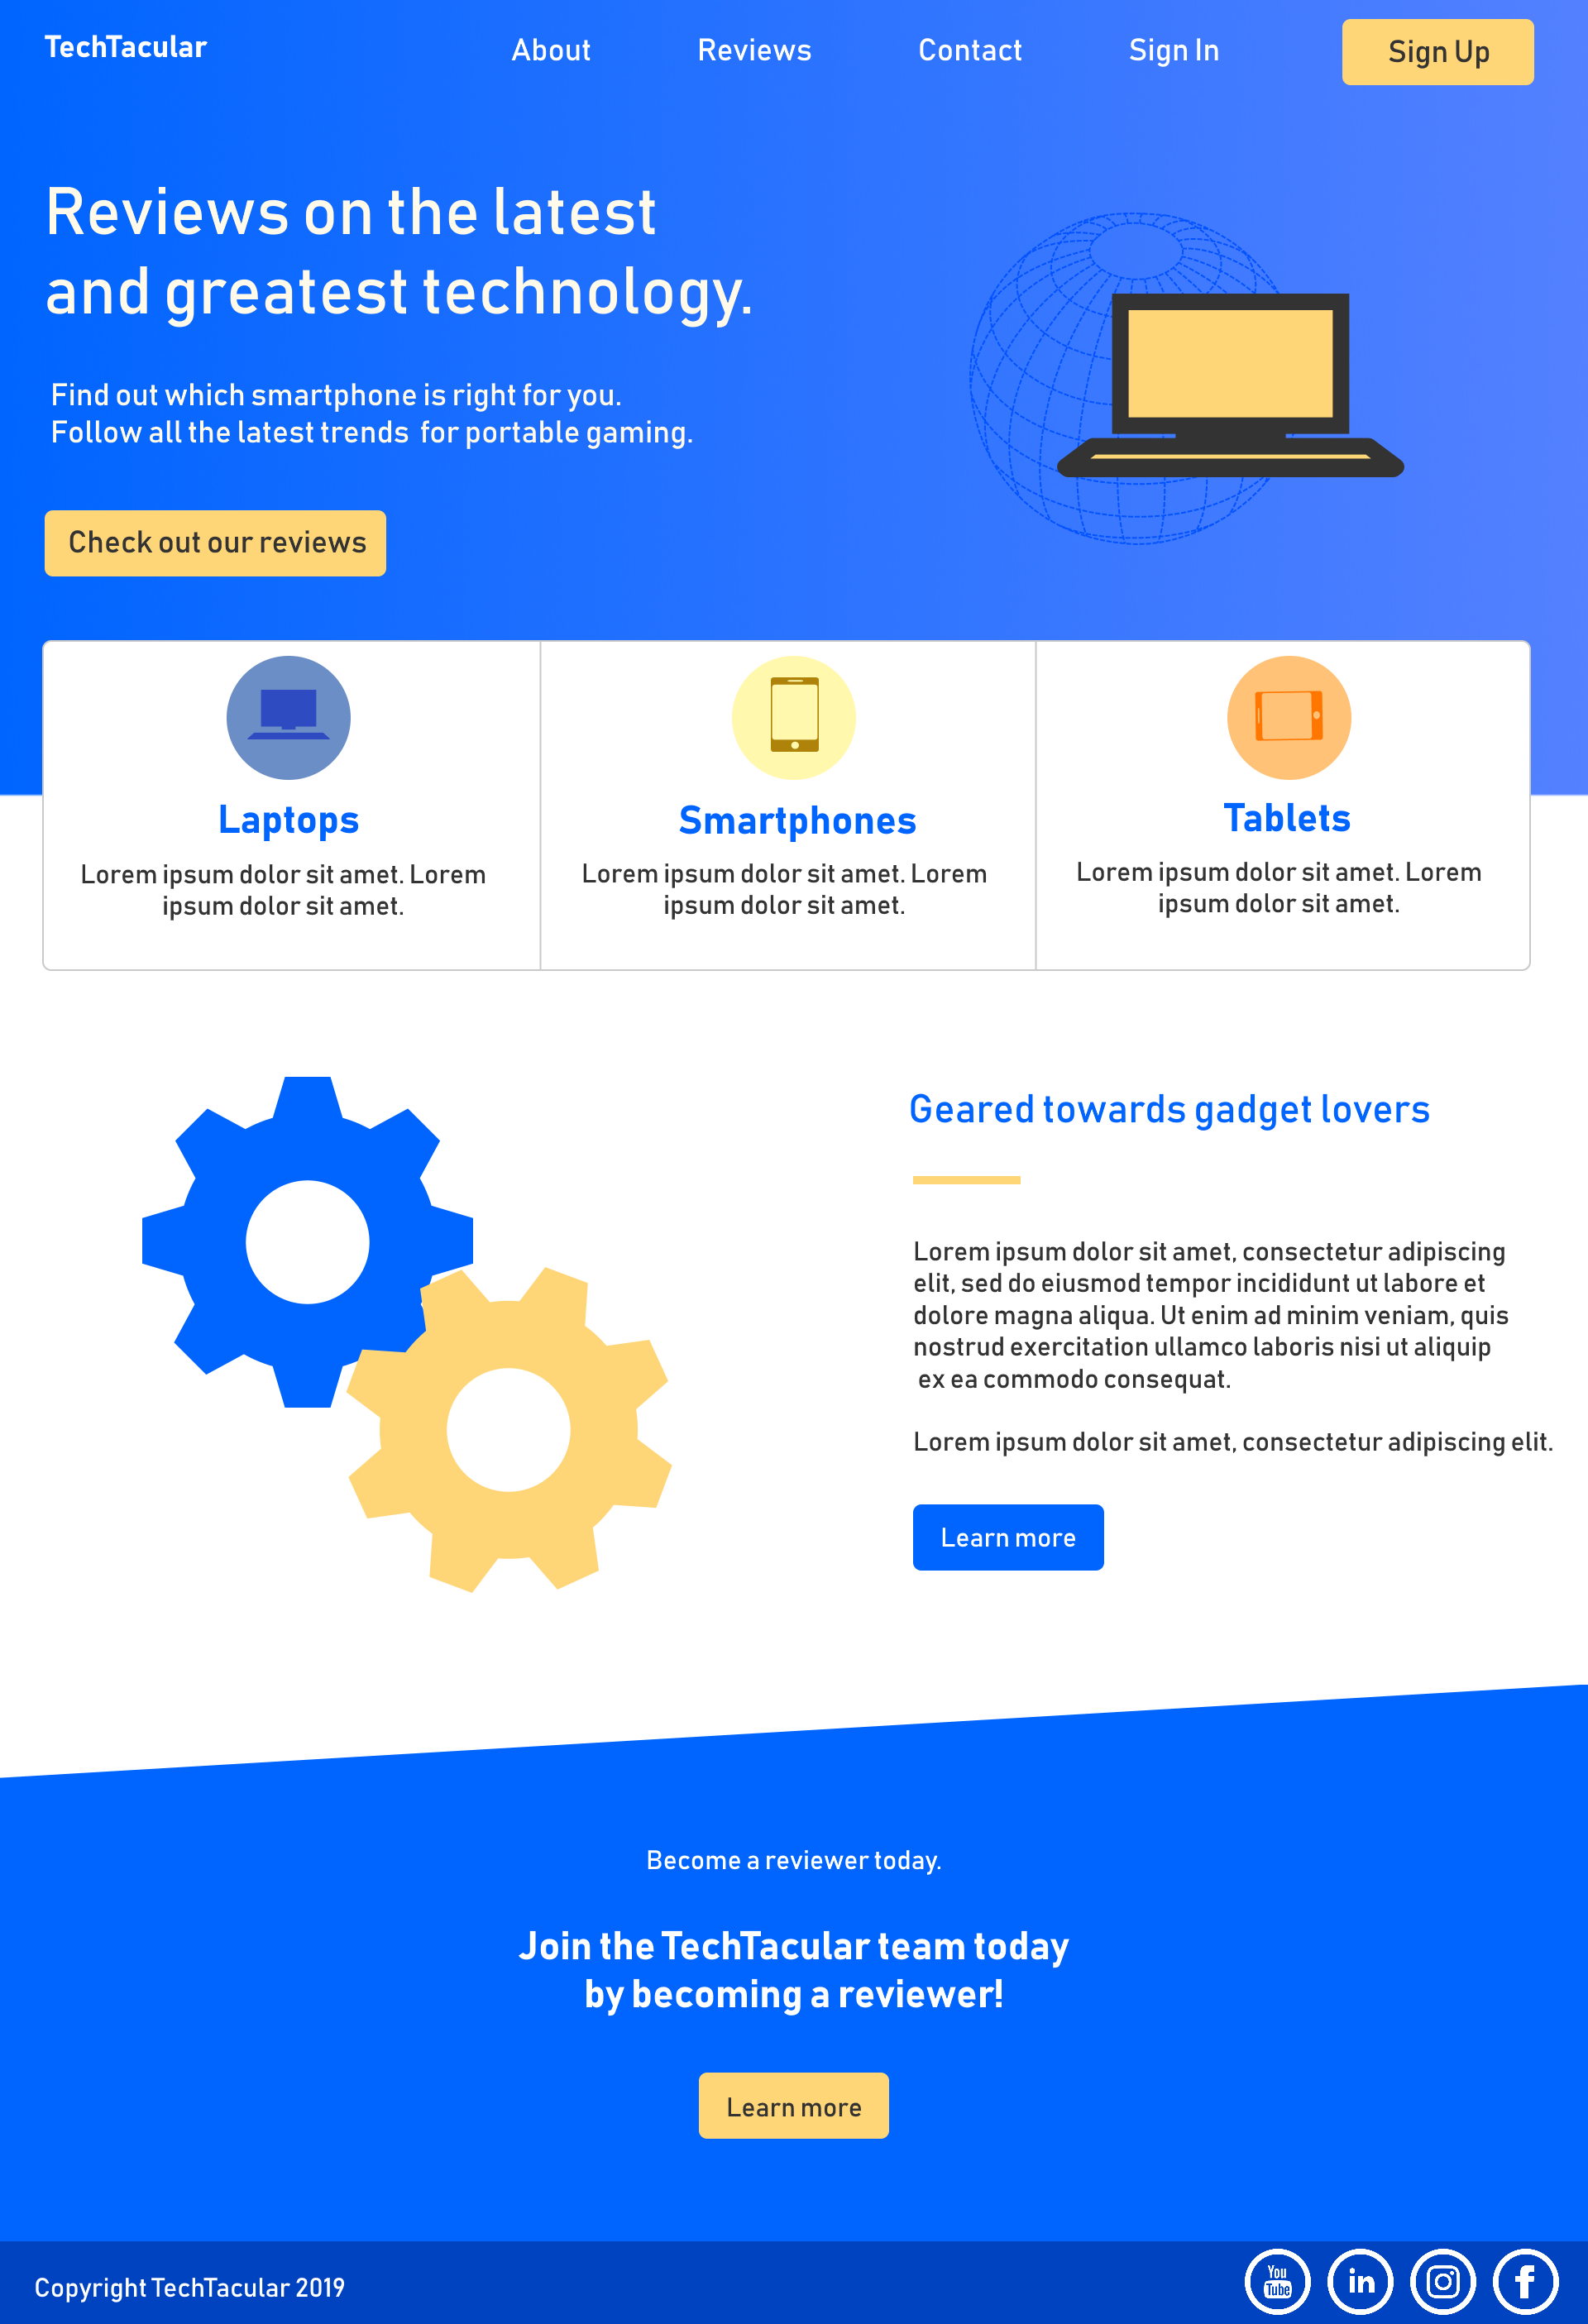 TechTacular
About
Reviews
Contact
Sign In
Sign Up
Reviews on the latest
and greatest technology.
Find out which smartphone is right for you.
Follow all the latest trends  for portable gaming.
Check out our reviews
Laptops
Lorem ipsum dolor sit amet. Lorem
ipsum dolor sit amet.
Smartphones
Lorem ipsum dolor sit amet. Lorem
ipsum dolor sit amet.
Tablets
Lorem ipsum dolor sit amet. Lorem
ipsum dolor sit amet.
Geared towards gadget lovers
Lorem ipsum dolor sit amet, consectetur adipiscing
elit, sed do eiusmod tempor incididunt ut labore et
dolore magna aliqua. Ut enim ad minim veniam, quis
nostrud exercitation ullamco laboris nisi ut aliquip
ex ea commodo consequat.
Lorem ipsum dolor sit amet, consectetur adipiscing elit.
Learn more
Become a reviewer today.
Join the TechTacular team today
by becoming a reviewer!
Learn more
Copyright TechTacular 2019
You
Tube
in
f